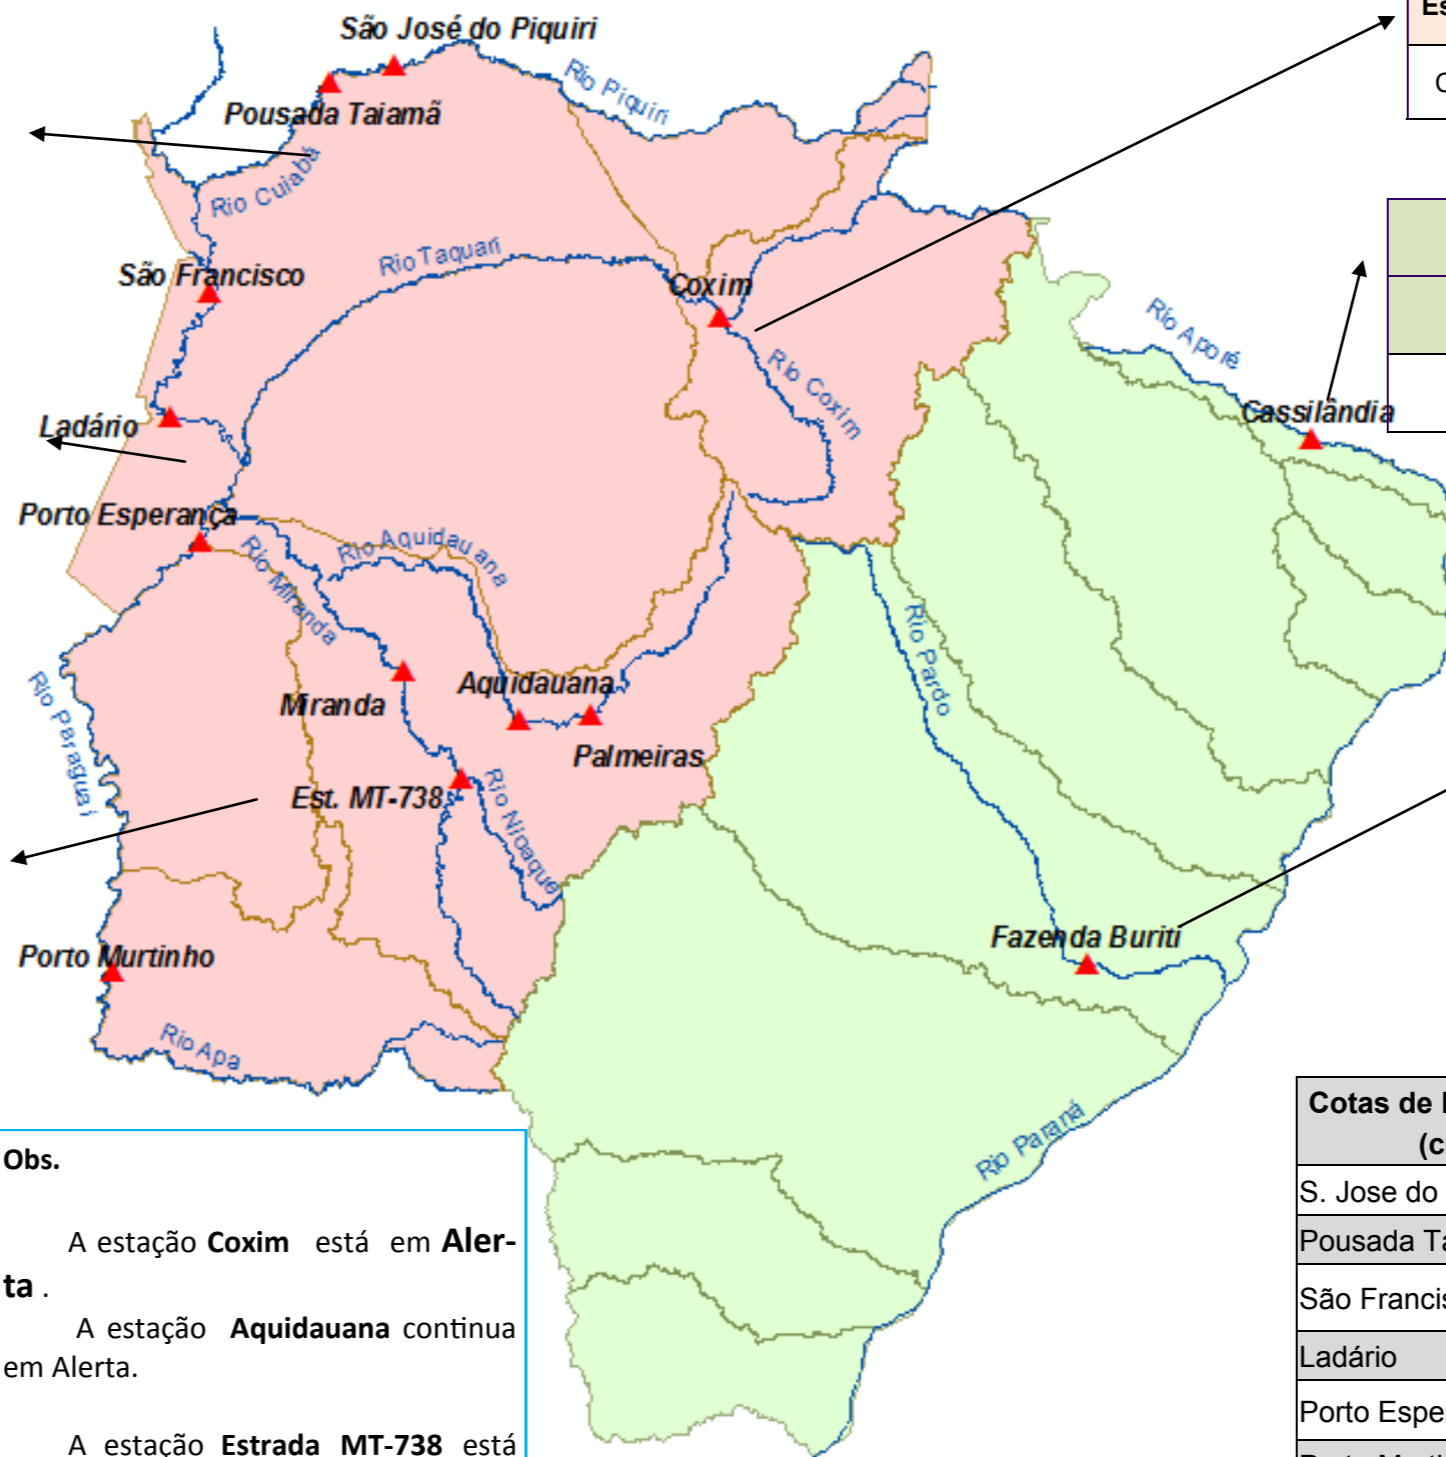 São José do Piquiri
Es
Rio Piquiri
C
Pousada Taiamã
Rio Cuiabá
Rio Taquari
São Francisco
Coxim
Rio Aporé
Rio Coxim
Cassilândia
Ladário
Porto Esperança
Rio Aquidauana
Rio Miranda
Rio Pardo
Rio Paraguai
Aquidauana
Miranda
Palmeiras
Est. MT-738
Rio Nioaque
Fazenda Buriti
Porto Murtinho
Rio Apa
Rio Paraná
Obs.
A estação Coxim está em Aler-
ta .
A estação Aquidauana continua
em Alerta.
A estação Estrada MT-738 está
Cotas de
(c
S. Jose do
Pousada Ta
São Francis
Ladário
Porto Esper